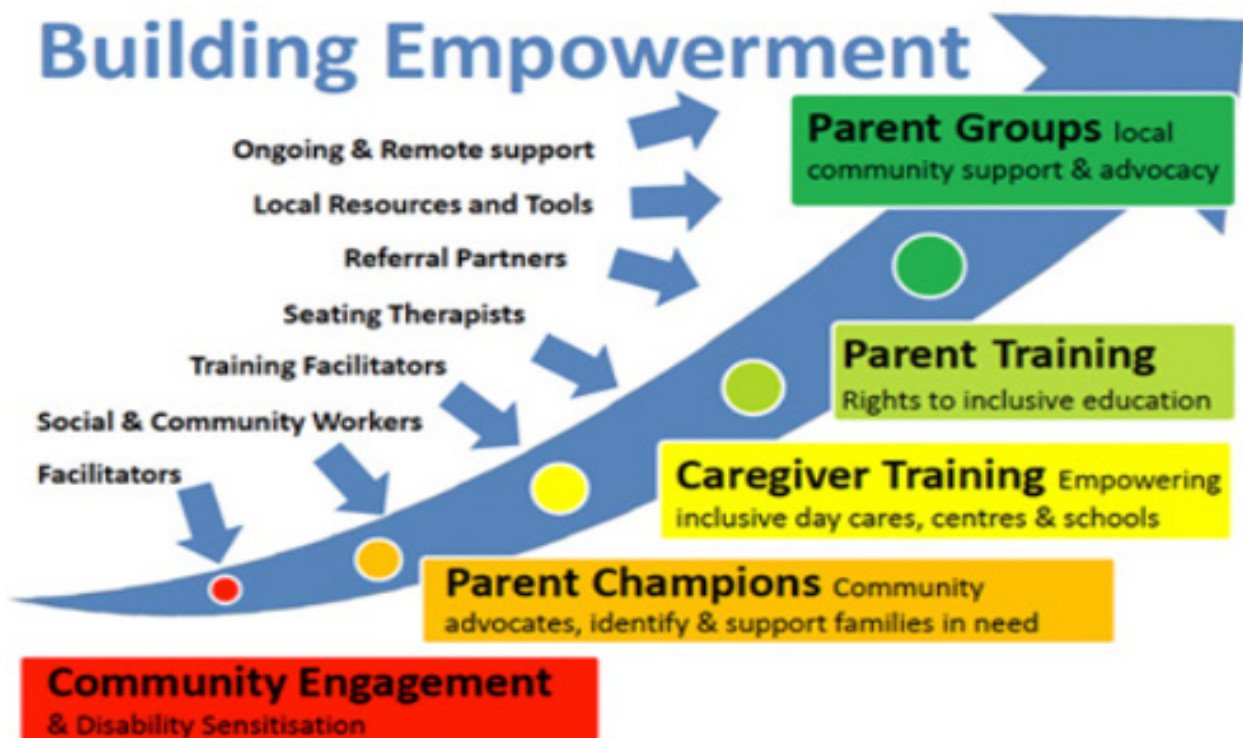 Building Empowerment
Ongoing & Remote support
Local Resources and Tools
Referral Partners
Seating Therapists
Training Facilitators
Social & Community Workers
Facilitators
Parent Groups local
community support & advocacy
Parent Training
Rights to inclusive education
Caregiver Training Empowering
inclusive day cares, centres & schools
Parent Champions Community
advocates, identify & support families in need
Community Engagement
& Disability Sensitisation